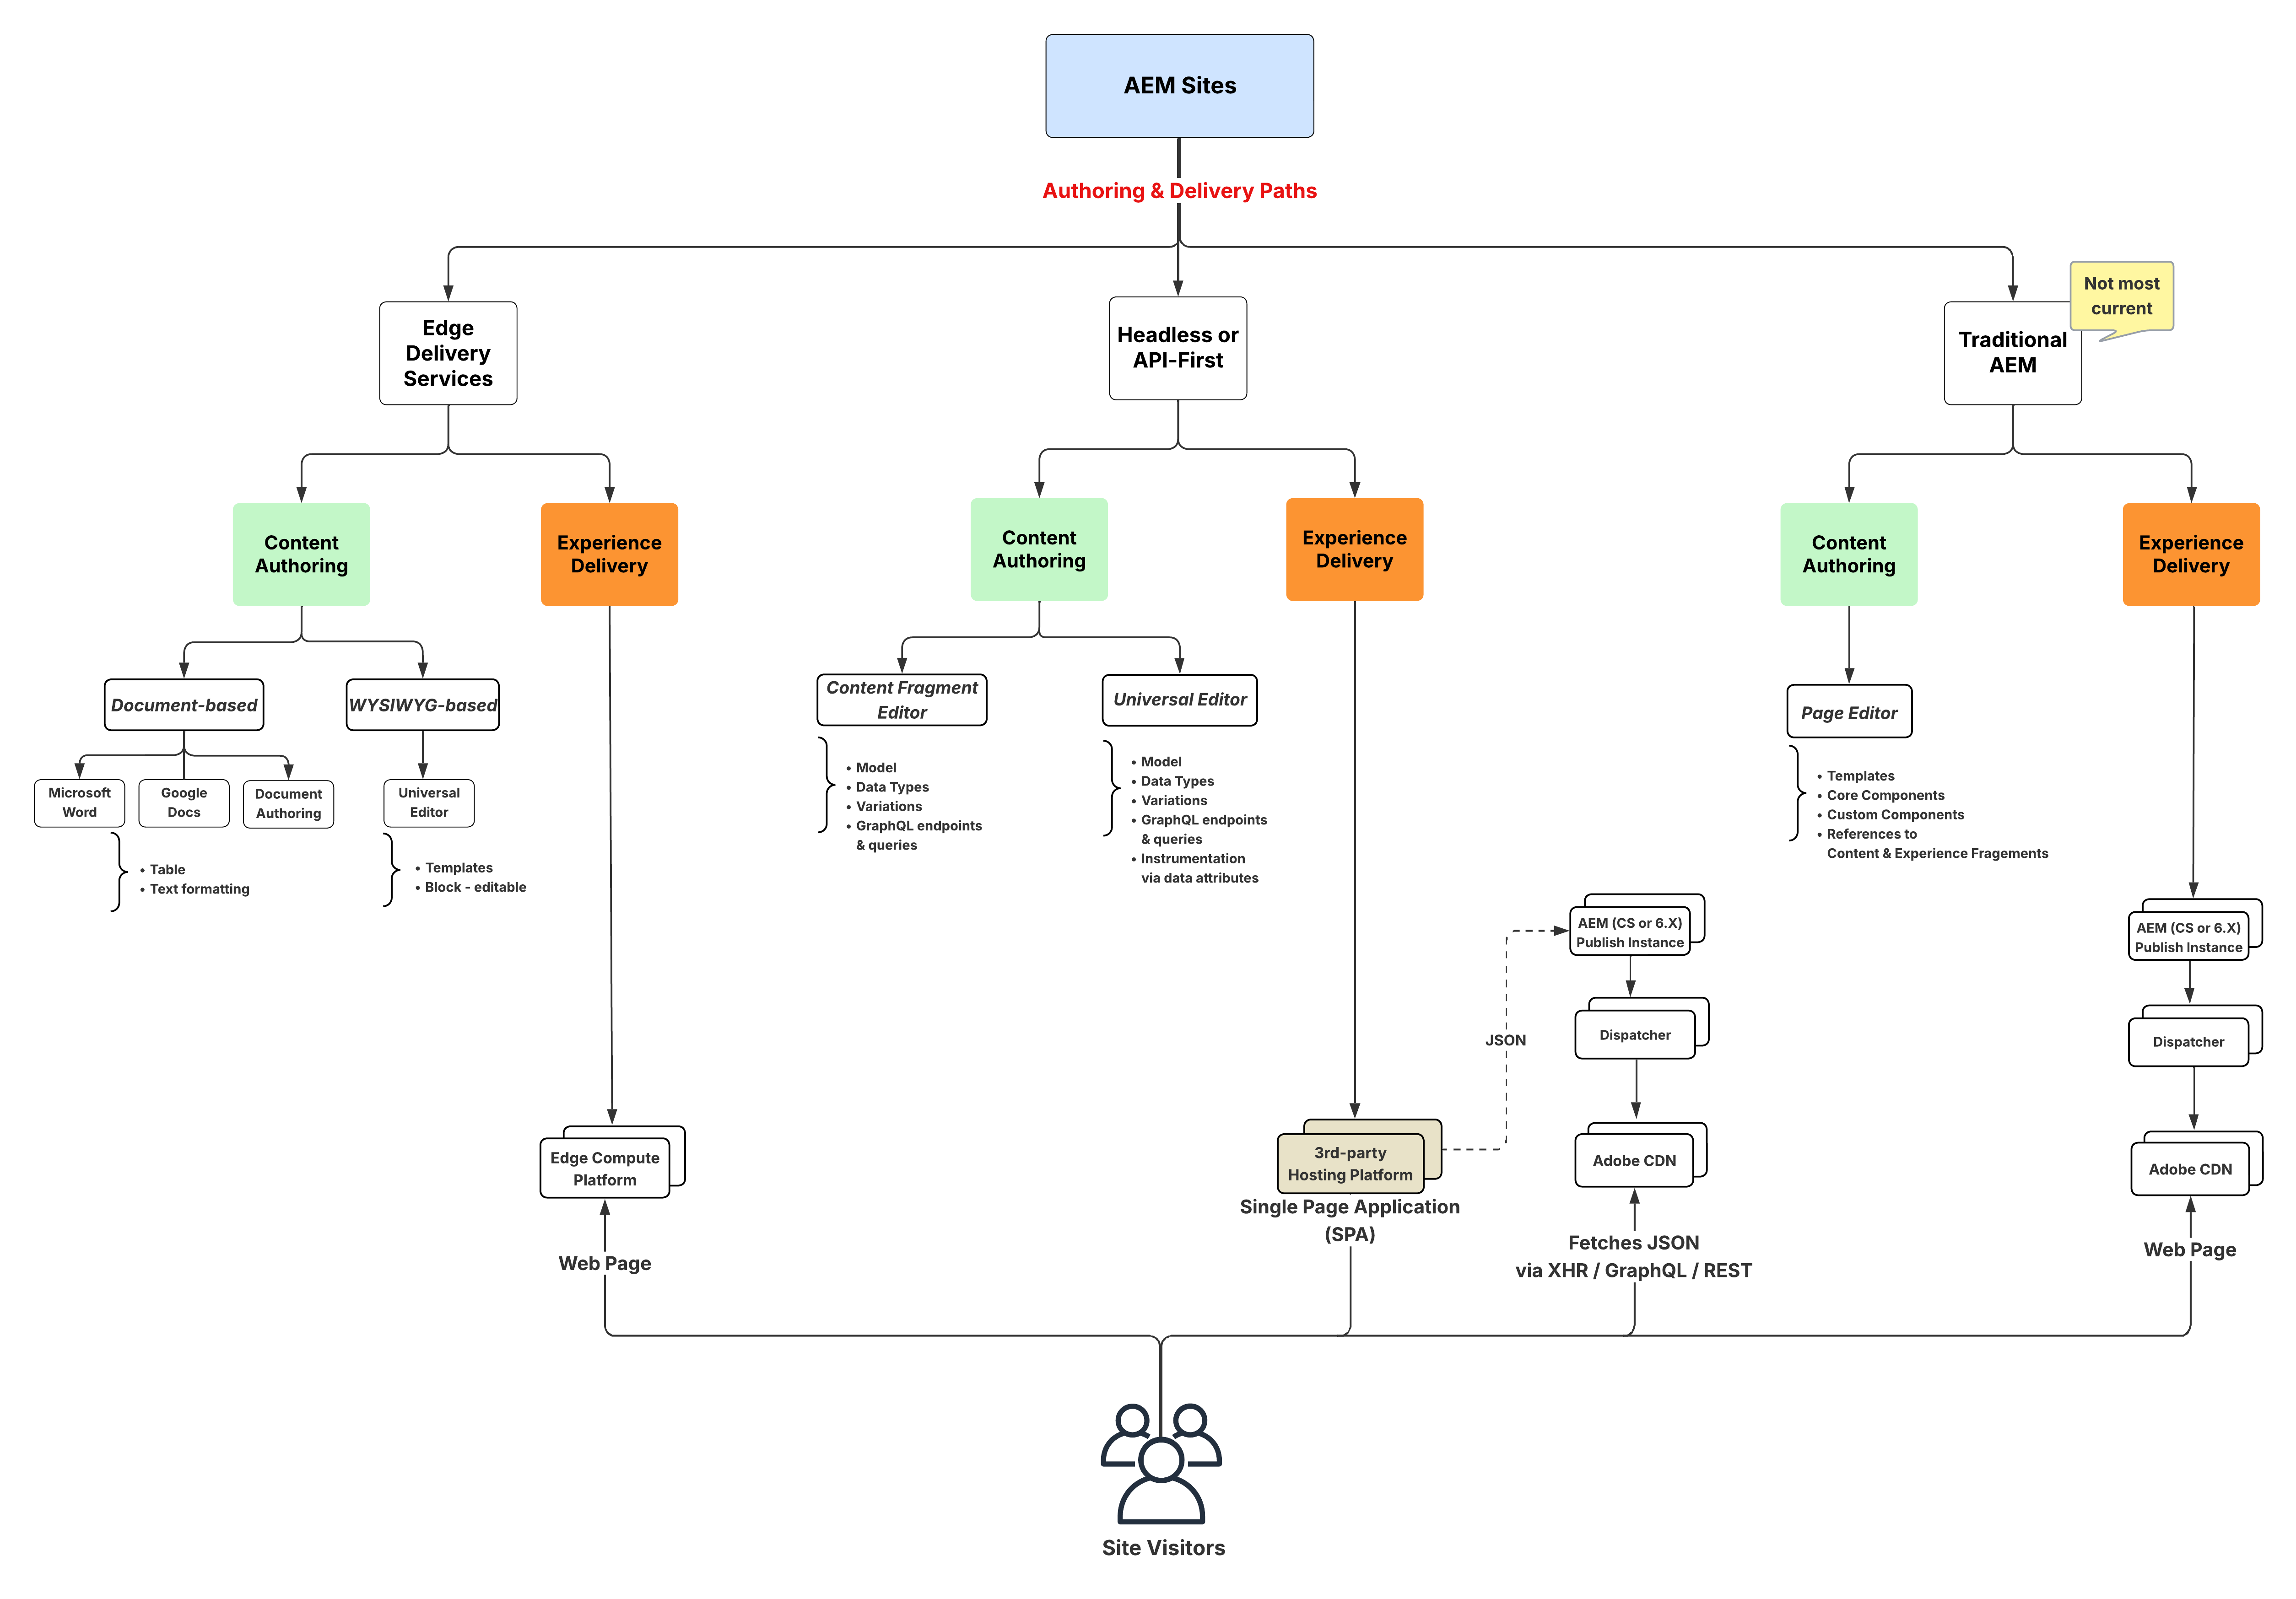 AEM Sites
Authoring & Delivery Paths
Edge
Delivery
Services
Headless or
API-First
Traditional
AEM
Not most
current
Content
Authoring
Experience
Delivery
Content
Authoring
Experience
Delivery
Content
Authoring
Experience
Delivery
Document-based
WYSIWYG-based
Content Fragment
Editor
Universal Editor
Page Editor
Microsoft
Word
Google
Docs
Document
Authoring
Universal
Editor
• Table
• Text formatting
• Templates
• Block - editable
• Model
• Data Types
• Variations
• GraphQL endpoints
& queries
• Model
• Data Types
• Variations
• GraphQL endpoints
& queries
• Instrumentation
via data attributes
• Templates
• Core Components
• Custom Components
• References to
Content & Experience Fragements
AEM (CS or 6.X)
Publish Instance
AEM (CS or 6.X)
Publish Instance
JSON
Dispatcher
Dispatcher
Edge Compute
Platform
3rd-party
Hosting Platform
Adobe CDN
Adobe CDN
Single Page Application
(SPA)
Web Page
Fetches JSON
via XHR / GraphQL / REST
Web Page
Site Visitors